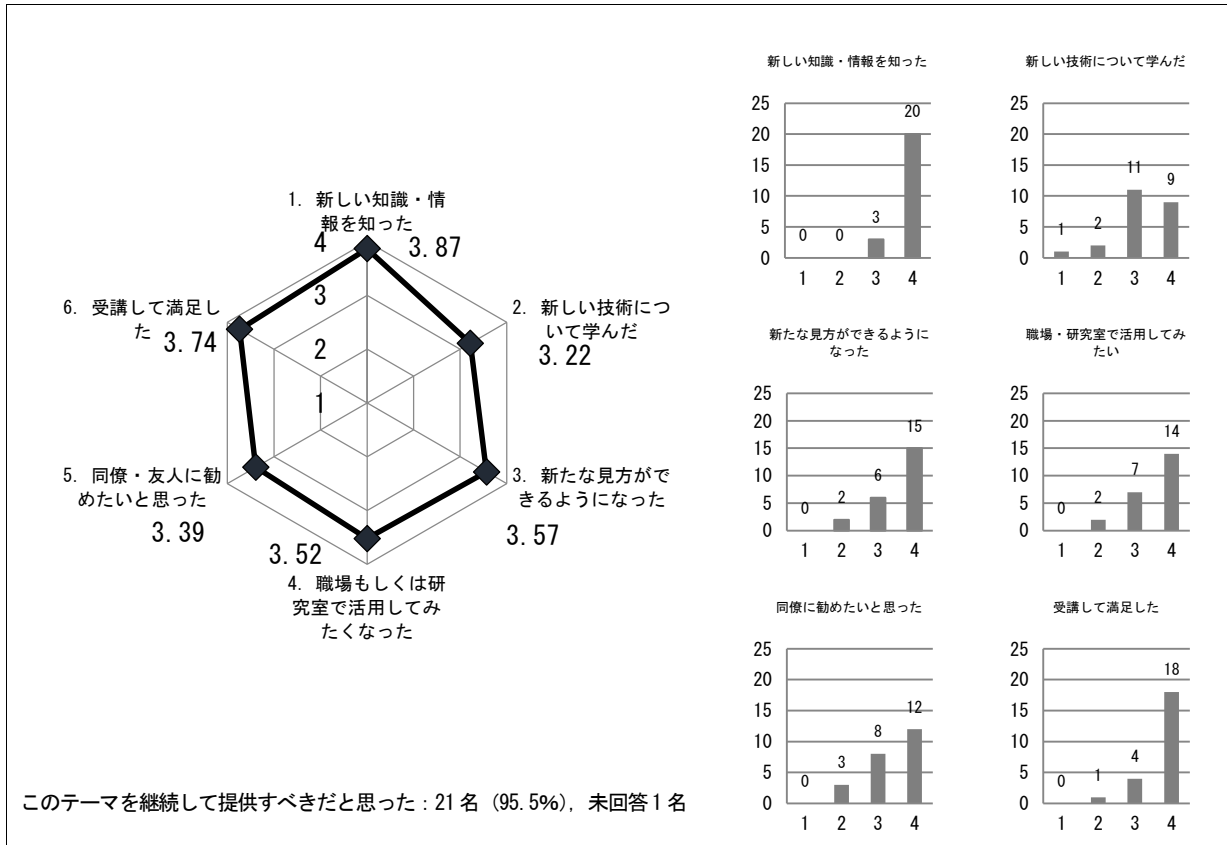 1. 新しい知識・情
報を知った
4
3.87
3
2
1
2. 新しい技術につ
いて学んだ
3.22
3. 新たな見方がで
きるようになった
3.57
4. 職場もしくは研
究室で活用してみ
たくなった
3.52
5. 同僚・友人に勧
めたいと思った
3.39
6. 受講して満足し
た
3.74
このテーマを継続して提供すべきだと思った：21名（95.5%），未回答1名
新しい知識・情報を知った
25
20
15
10
5
0
0
0
3
20
1 2 3 4
新しい技術について学んだ
25
20
15
10
5
0
1
2
11
9
1 2 3 4
新たな見方ができるように
なった
25
20
15
10
5
0
0
2
6
15
1 2 3 4
職場・研究室で活用してみ
たい
25
20
15
10
5
0
0
2
7
14
1 2 3 4
同僚に勧めたいと思った
25
20
15
10
5
0
0
3
8
12
1 2 3 4
受講して満足した
25
20
15
10
5
0
0
1
4
18
1 2 3 4